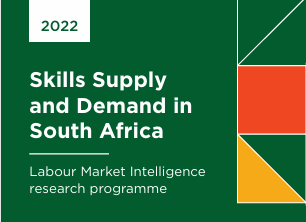 2022
Skills Supply
and Demand in
South Africa
Labour Market Intelligence
research programme